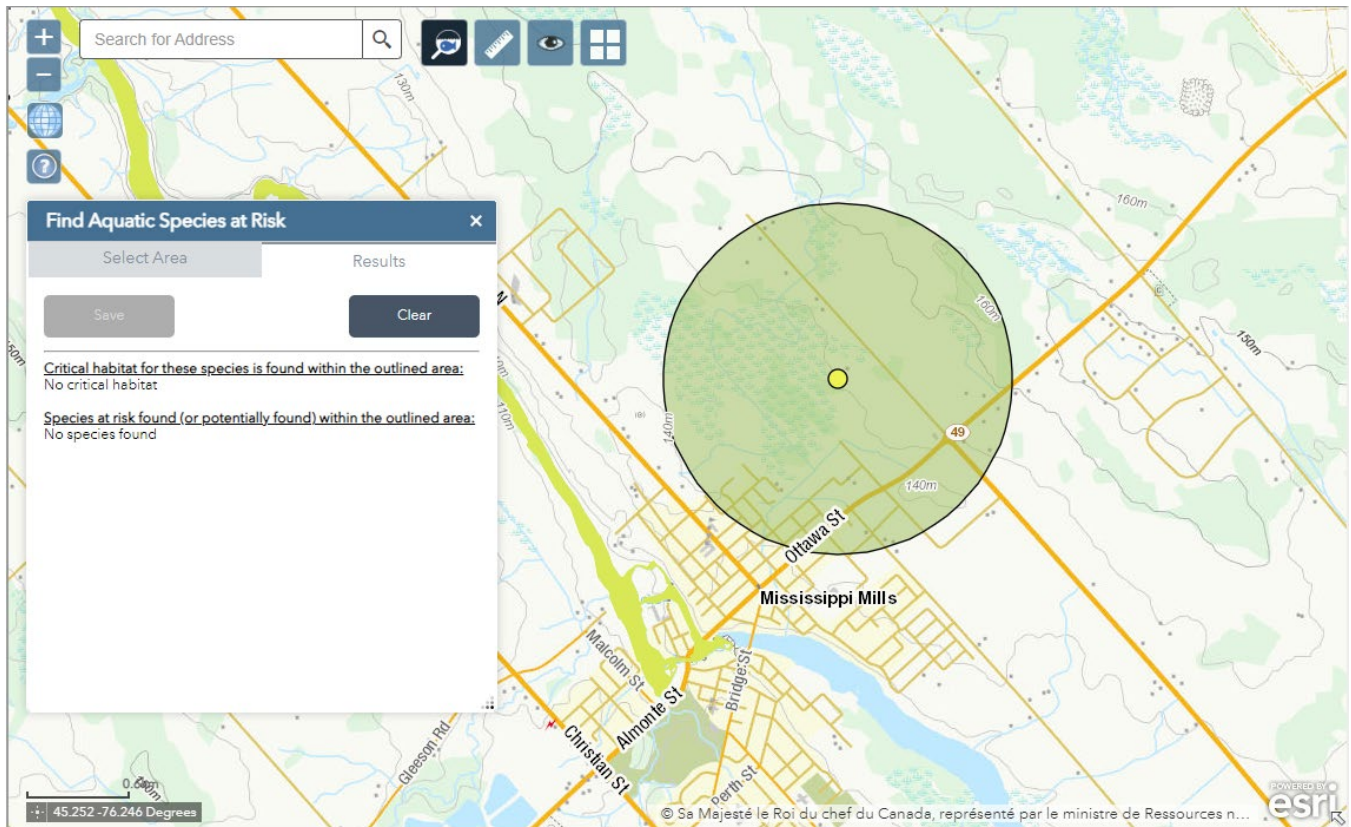 +
Search for Address
−
?
Find Aquatic Species at Risk
×
Select Area
Results
Save
Clear
Critical habitat for these species is found within the outlined area:
No critical habitat
Species at risk found (or potentially found) within the outlined area:
No species found
130m
160m
160m
150m
N
110m
140m
49
140m
Ottawa St
Mississippi Mills
Malcolm St
Bridge St
Almonte St
Christian St
Gleeson Rd
Perth St
45.252 -76.246 Degrees
© Sa Majesté le Roi du chef du Canada, représenté par le ministre de Ressources n...
POWERED BY
esri